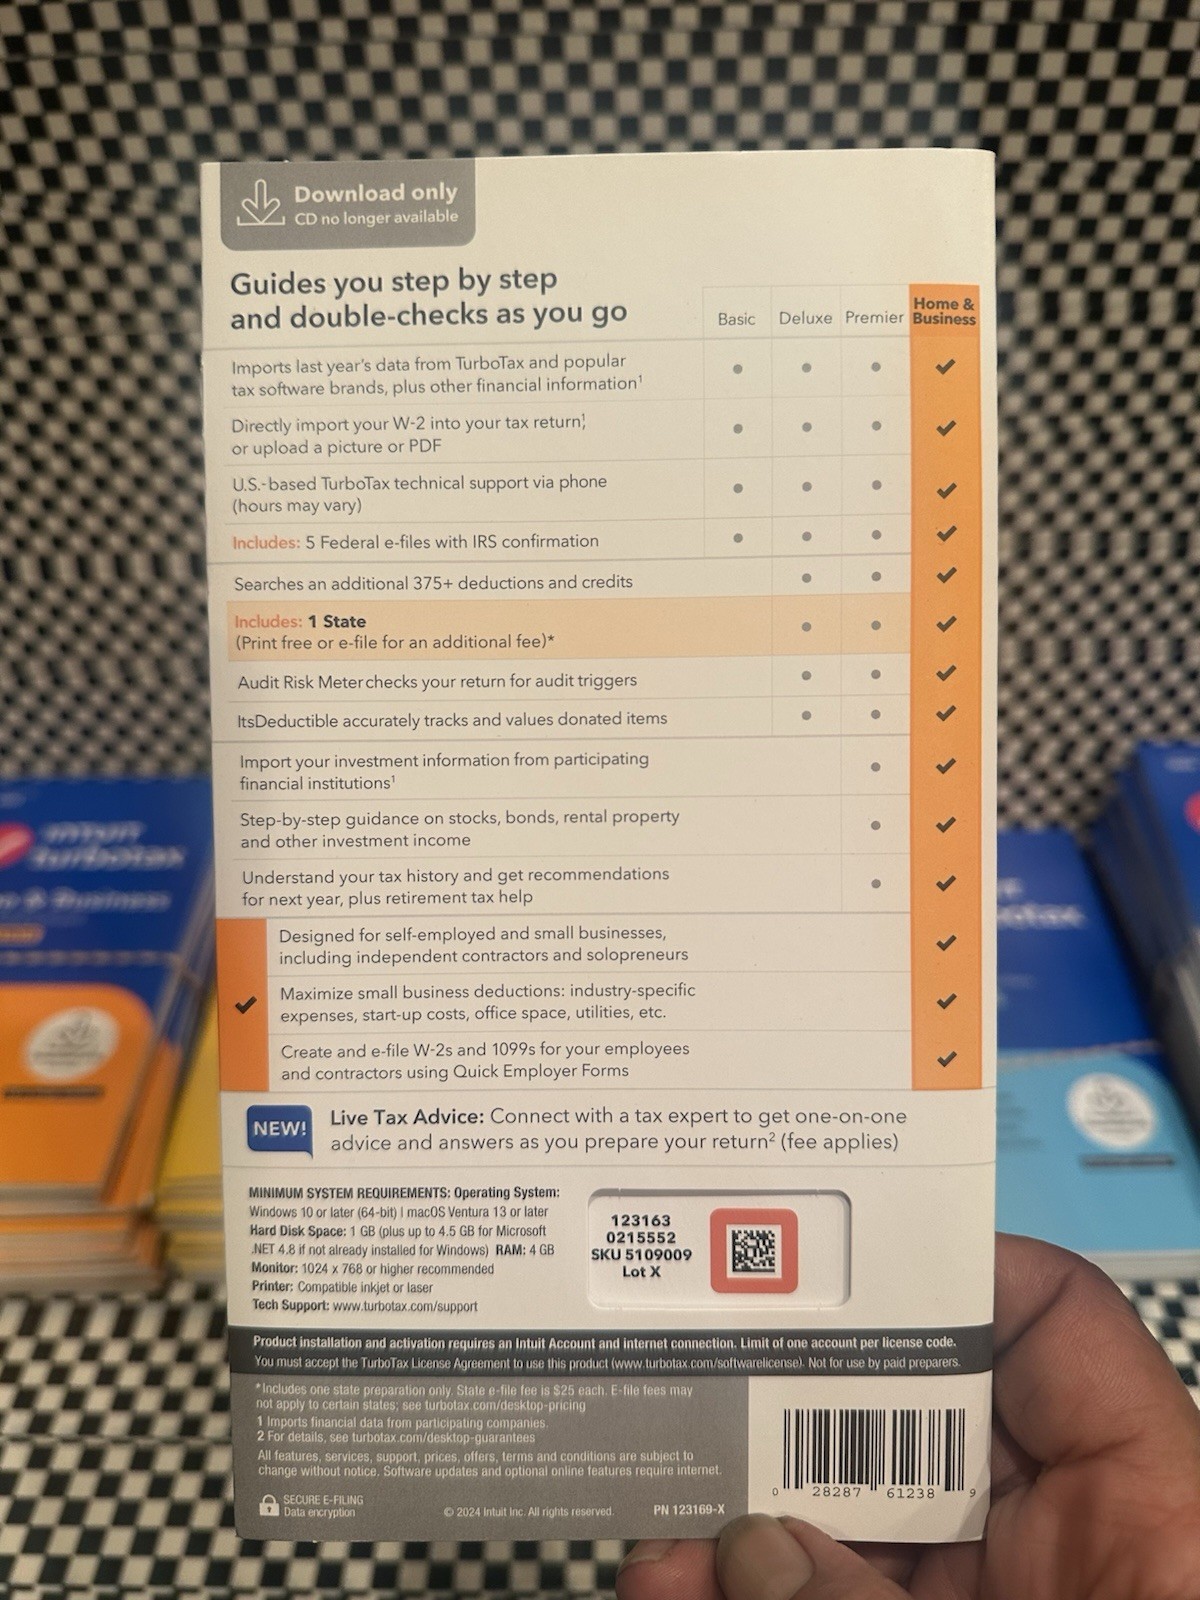 Download only
CD no longer available
Guides you step by step
and double-checks as you go
Basic Deluxe Premier Home &
Business
Imports last year's data from TurboTax and popular
tax software brands, plus other financial information¹
Directly import your W-2 into your tax return¹,
or upload a picture or PDF
U.S.-based TurboTax technical support via phone
(hours may vary)
Includes: 5 Federal e-files with IRS confirmation
Searches an additional 375+ deductions and credits
Includes: 1 State
(Print free or e-file for an additional fee)*
Audit Risk Meter checks your return for audit triggers
ItsDeductible accurately tracks and values donated items
Import your investment information from participating
financial institutions¹
Step-by-step guidance on stocks, bonds, rental property
and other investment income
Understand your tax history and get recommendations
for next year, plus retirement tax help
Designed for self-employed and small businesses,
including independent contractors and solopreneurs
Maximize small business deductions: industry-specific
expenses, start-up costs, office space, utilities, etc.
Create and e-file W-2s and 1099s for your employees
and contractors using Quick Employer Forms
NEW!
Live Tax Advice: Connect with a tax expert to get one-on-one
advice and answers as you prepare your return² (fee applies)
MINIMUM SYSTEM REQUIREMENTS: Operating System:
Windows 10 or later (64-bit) | macOS Ventura 13 or later
Hard Disk Space: 1 GB (plus up to 4.5 GB for Microsoft
.NET 4.8 if not already installed for Windows) RAM: 4 GB
Monitor: 1024 x 768 or higher recommended
Printer: Compatible inkjet or laser
Tech Support: www.turbotax.com/support
123163
0215552
SKU 5109009
Lot X
Product installation and activation requires an Intuit Account and internet connection. Limit of one account per license code.
You must accept the TurboTax License Agreement to use this product (www.turbotax.com/softwarelicense). Not for use by paid preparers.
*Includes one state preparation only. State e-file fee is $25 each. E-file fees may
not apply to certain states; see turbotax.com/desktop-pricing
1 Imports financial data from participating companies.
2 For details, see turbotax.com/desktop-guarantees
All features, services, support, prices, offers, terms and conditions are subject to
change without notice. Software updates and optional online features require internet.
SECURE E-FILING
Data encryption
© 2024 Intuit Inc. All rights reserved.
PN 123169-X
0 28287 61238 9
INTUIT
turbotax
& Business